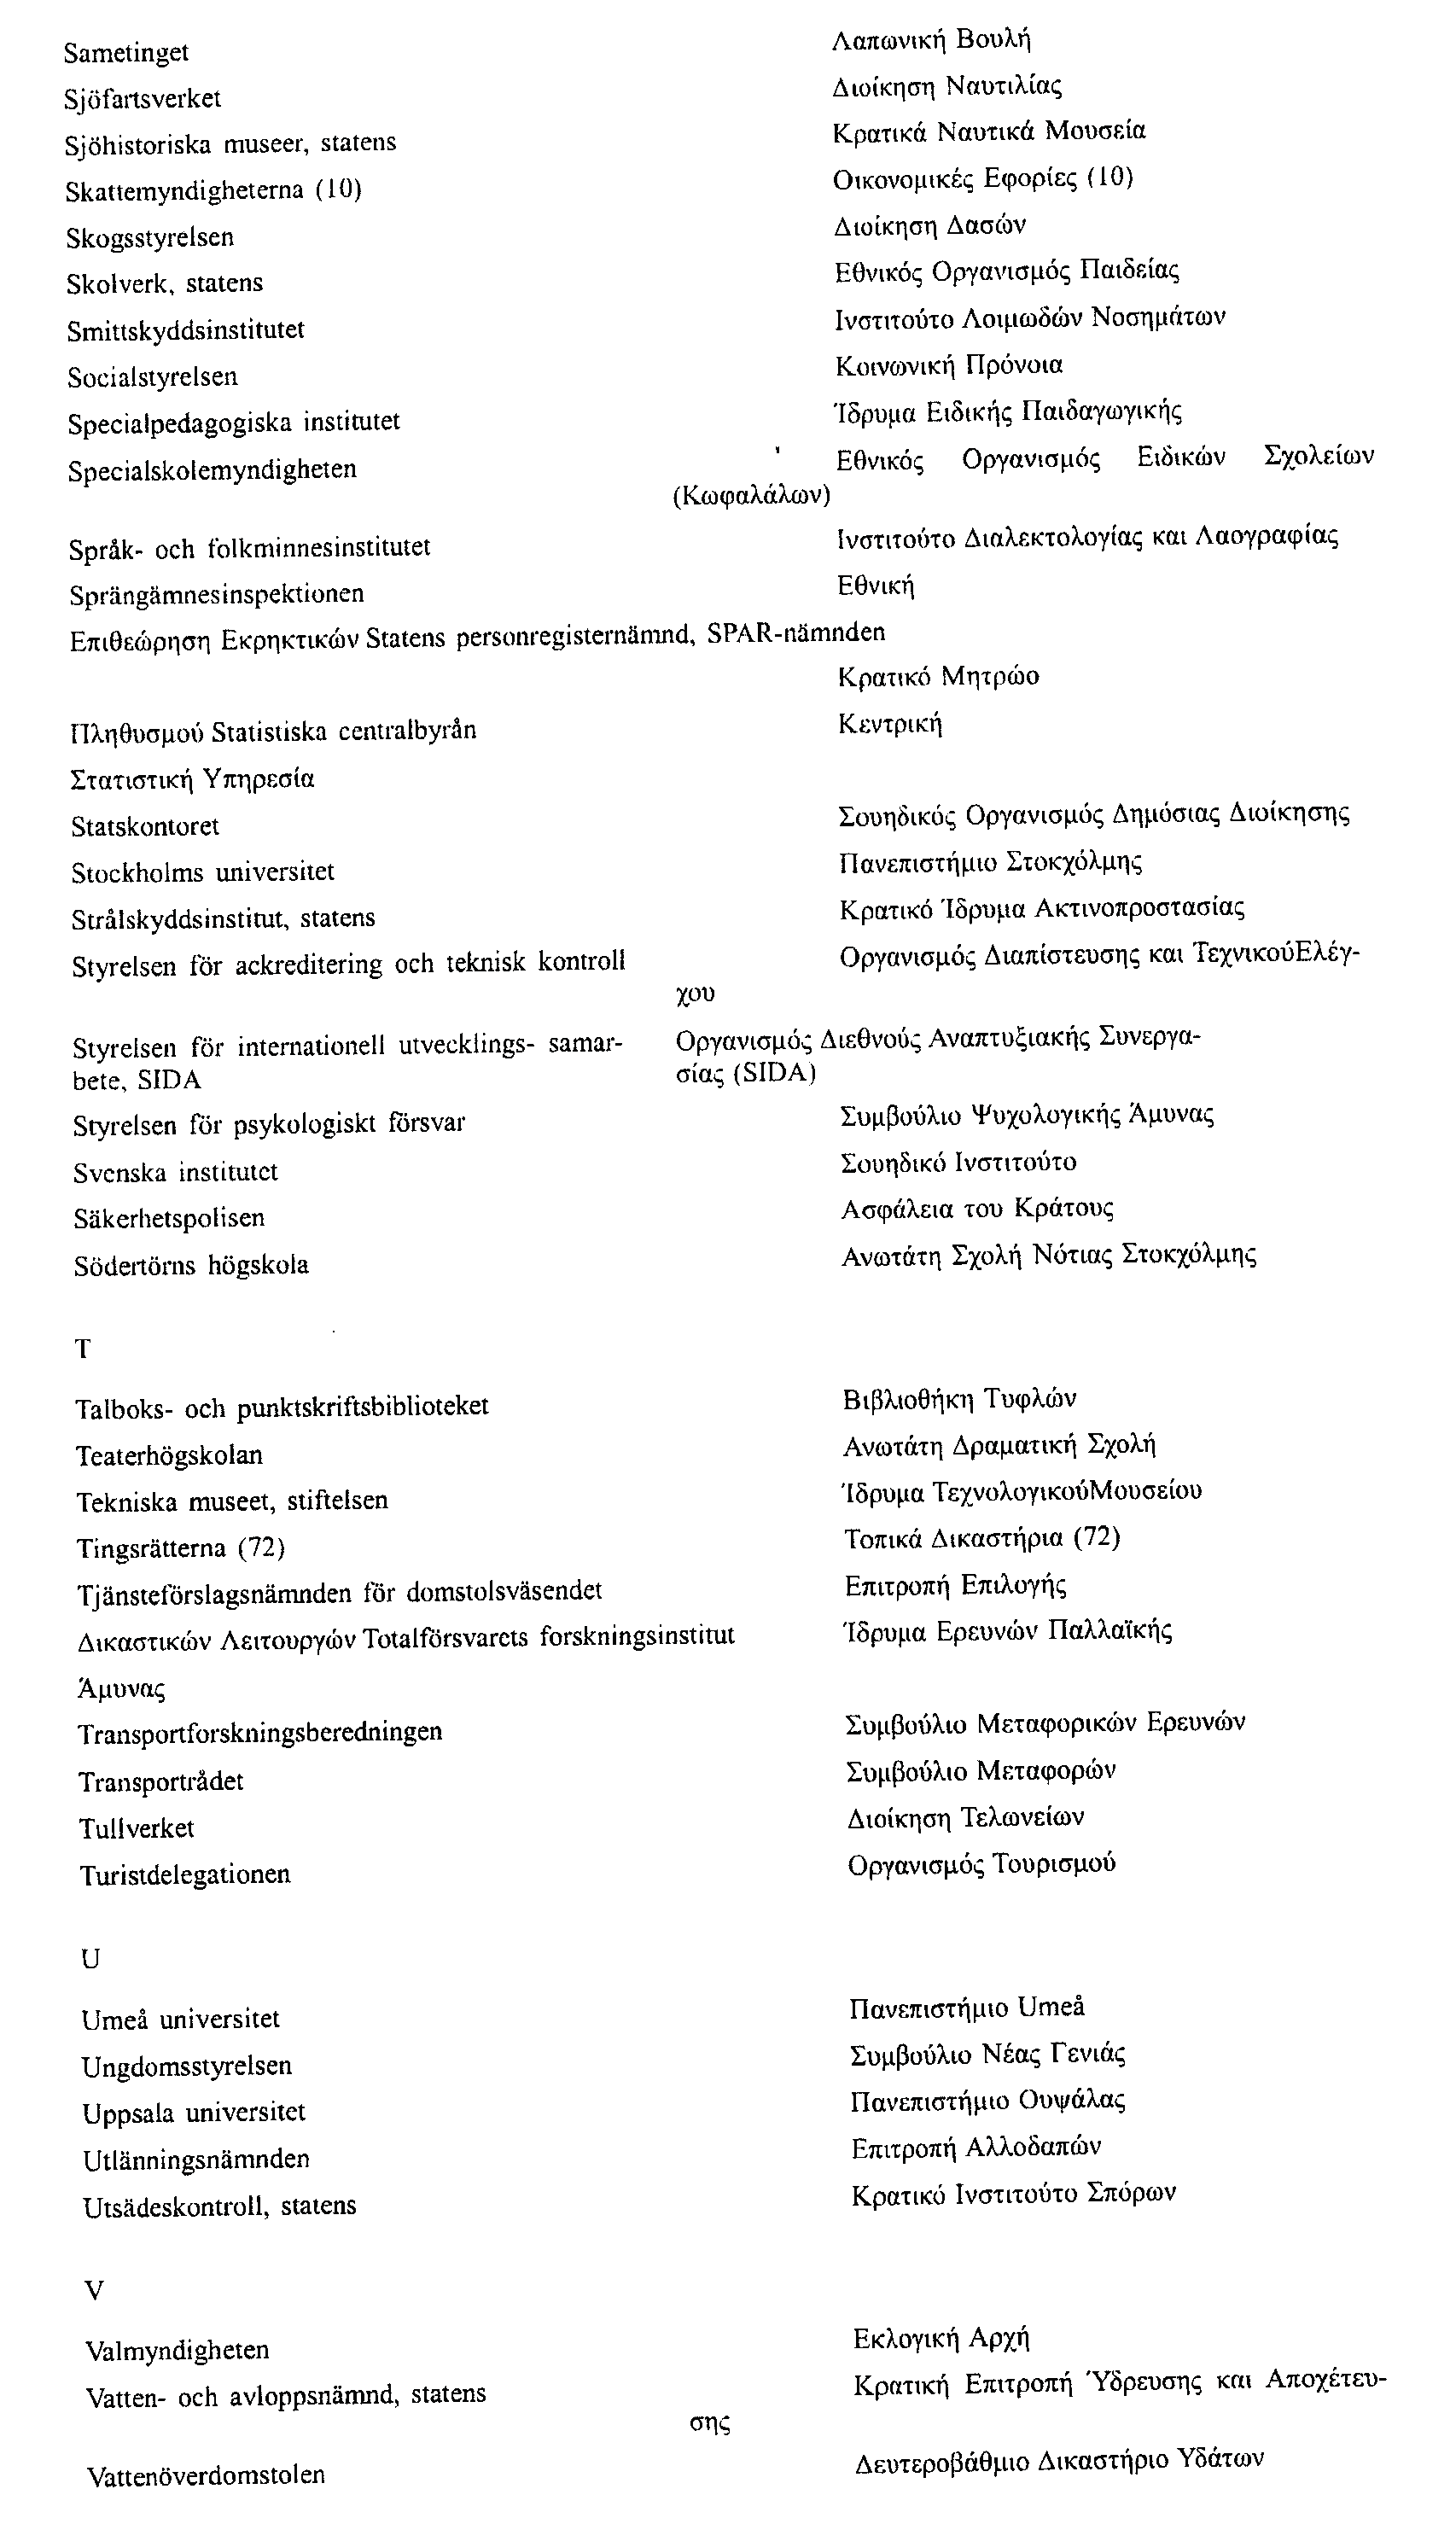 Sametinget Λαπωνική Βουλή
Sjöfartsverket Διοίκηση Ναυτιλίας
Sjöhistoriska museer, statens Κρατικά Ναυτικά Μουσεία
Skattemyndigheterna (10) Οικονομικές Εφορίες (10)
Skogsstyrelsen Διοίκηση Δασών
Skolverk, statens Εθνικός Οργανισμός Παιδείας
Smittskyddsinstitutet Ινστιτούτο Λοιμωδών Νοσημάτων
Socialstyrelsen Κοινωνική Πρόνοια
Specialpedagogiska institutet Ίδρυμα Ειδικής Παιδαγωγικής
Specialskolemyndigheten Εθνικός Οργανισμός Ειδικών Σχολείων
(Κωφαλάλων)
Språk- och folkminnesinstitutet Ινστιτούτο Διαλεκτολογίας και Λαογραφίας
Sprängämnesinspektionen Εθνική
Επιθεώρηση Εκρηκτικών Statens personregisternämnd, SPAR-nämnden
Κρατικό Μητρώο
Πληθυσμού Statistiska centralbyrån Κεντρική
Στατιστική Υπηρεσία
Statskontoret Σουηδικός Οργανισμός Δημόσιας Διοίκησης
Stockholms universitet Πανεπιστήμιο Στοκχόλμης
Strålskyddsinstitut, statens Κρατικό Ίδρυμα Ακτινοπροστασίας
Styrelsen för ackreditering och teknisk kontroll Οργανισμός Διαπίστευσης και ΤεχνικούΕλέγ-
χου
Styrelsen för internationell utvecklings- samar- Οργανισμός Διεθνούς Αναπτυξιακής Συνεργα-
bete, SIDA σίας (SIDA)
Styrelsen för psykologiskt försvar Συμβούλιο Ψυχολογικής Άμυνας
Svenska institutet Σουηδικό Ινστιτούτο
Säkerhetspolisen Ασφάλεια του Κράτους
Södertörns högskola Ανωτάτη Σχολή Νότιας Στοκχόλμης
T
Talboks- och punktskriftsbiblioteket Βιβλιοθήκη Τυφλών
Teaterhögskolan Ανωτάτη Δραματική Σχολή
Tekniska museet, stiftelsen Ίδρυμα ΤεχνολογικούΜουσείου
Tingsrätterna (72) Τοπικά Δικαστήρια (72)
Tjänsteförslagsnämnden för domstolsväsendet Επιτροπή Επιλογής
Δικαστικών Λειτουργών Totalförsvarets forskningsinstitut Ίδρυμα Ερευνών Παλλαϊκής
Άμυνας
Transportforskningsberedningen Συμβούλιο Μεταφορικών Ερευνών
Transportrådet Συμβούλιο Μεταφορών
Tullverket Διοίκηση Τελωνείων
Turistdelegationen Οργανισμός Τουρισμού
U
Umeå universitet Πανεπιστήμιο Umeå
Ungdomsstyrelsen Συμβούλιο Νέας Γενιάς
Uppsala universitet Πανεπιστήμιο Ουψάλας
Utlänningsnämnden Επιτροπή Αλλοδαπών
Utsädeskontroll, statens Κρατικό Ινστιτούτο Σπόρων
V
Valmyndigheten Εκλογική Αρχή
Vatten- och avloppsnämnd, statens Κρατική Επιτροπή Ύδρευσης και Αποχέτευ-
σης
Vattenöverdomstolen Δευτεροβάθμιο Δικαστήριο Υδάτων